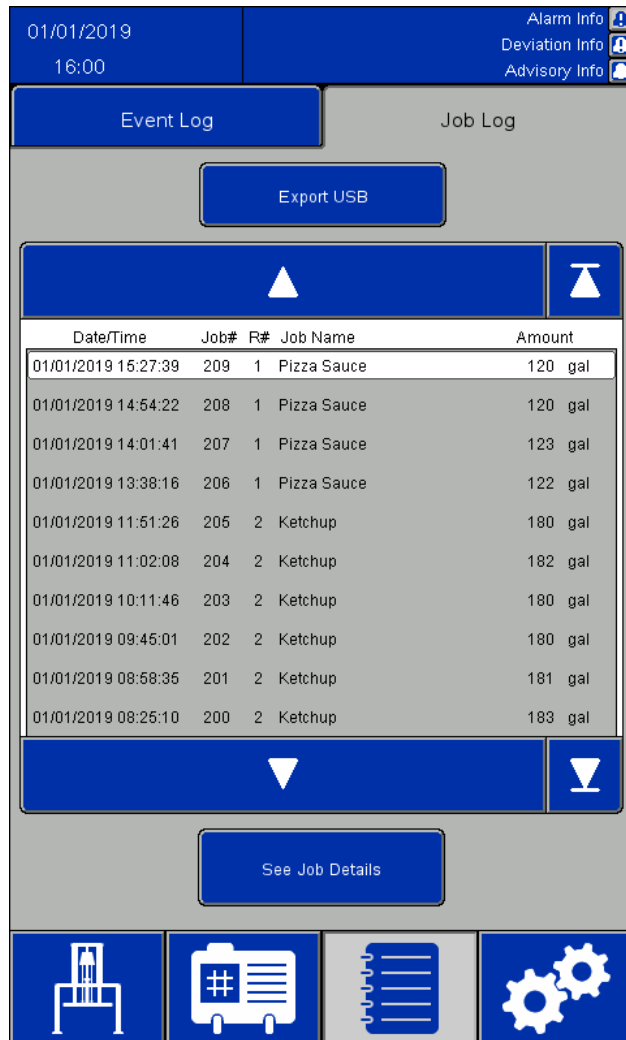 01/01/2019
16:00
Alarm Info
Deviation Info
Advisory Info
Event Log
Job Log
Export USB
Date/Time Job# R# Job Name Amount
01/01/2019 15:27:39 209 1 Pizza Sauce 120 gal
01/01/2019 14:54:22 208 1 Pizza Sauce 120 gal
01/01/2019 14:01:41 207 1 Pizza Sauce 123 gal
01/01/2019 13:38:16 206 1 Pizza Sauce 122 gal
01/01/2019 11:51:26 205 2 Ketchup 180 gal
01/01/2019 11:02:08 204 2 Ketchup 182 gal
01/01/2019 10:11:46 203 2 Ketchup 180 gal
01/01/2019 09:45:01 202 2 Ketchup 180 gal
01/01/2019 08:58:35 201 2 Ketchup 181 gal
01/01/2019 08:25:10 200 2 Ketchup 183 gal
See Job Details
#